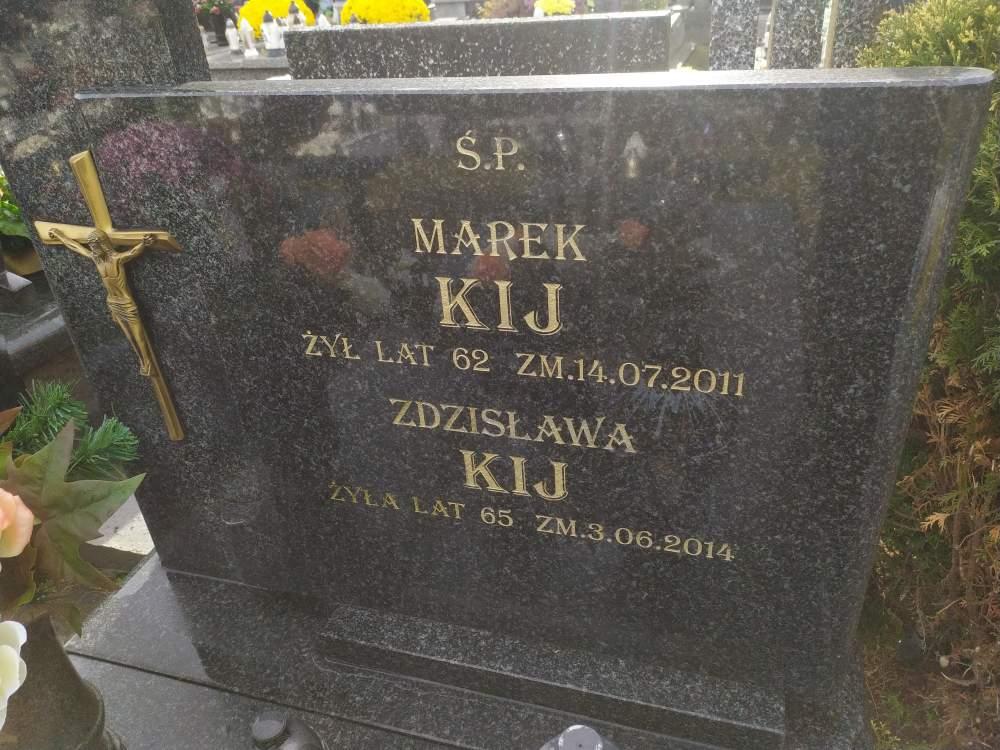 Ś.P.
MAREK
KIJ
ŻYŁ LAT 62 ZM.14.07.2011
ZDZISŁAWA
KIJ
ŻYŁA LAT 65 ZM.3.06.2014